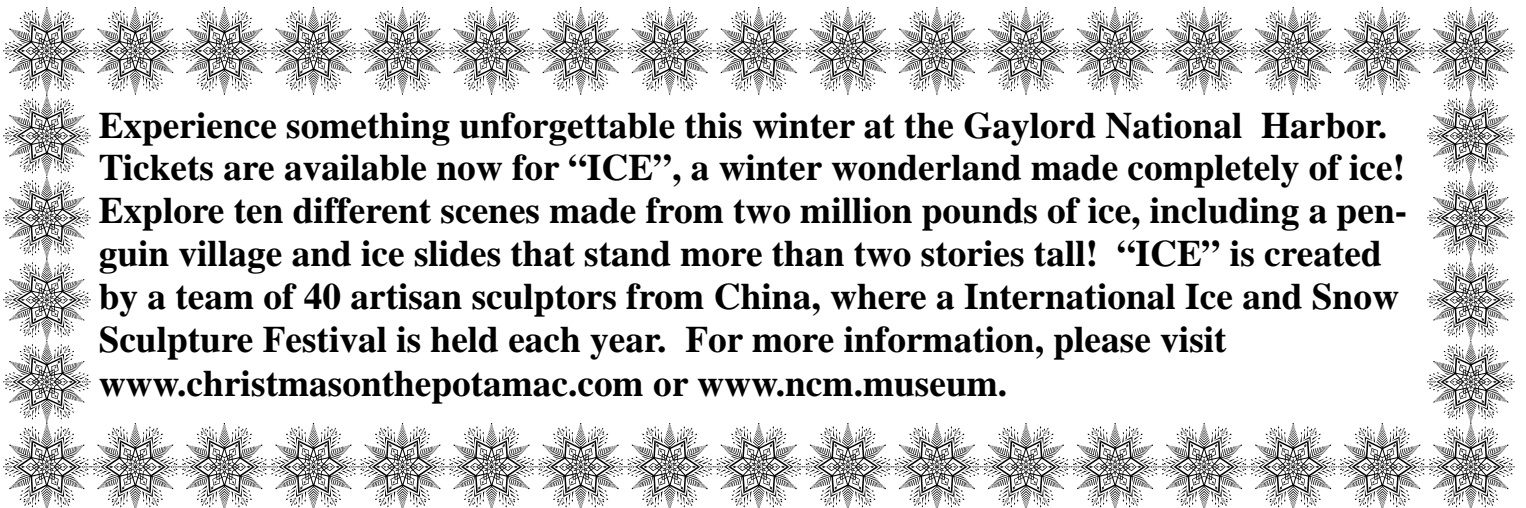 Experience something unforgettable this winter at the Gaylord National  Harbor.
Tickets are available now for “ICE”, a winter wonderland made completely of ice!
Explore ten different scenes made from two million pounds of ice, including a pen-
guin village and ice slides that stand more than two stories tall!  “ICE” is created
by a team of 40 artisan sculptors from China, where a International Ice and Snow
Sculpture Festival is held each year.  For more information, please visit
www.christmasonthepotamac.com or www.ncm.museum.